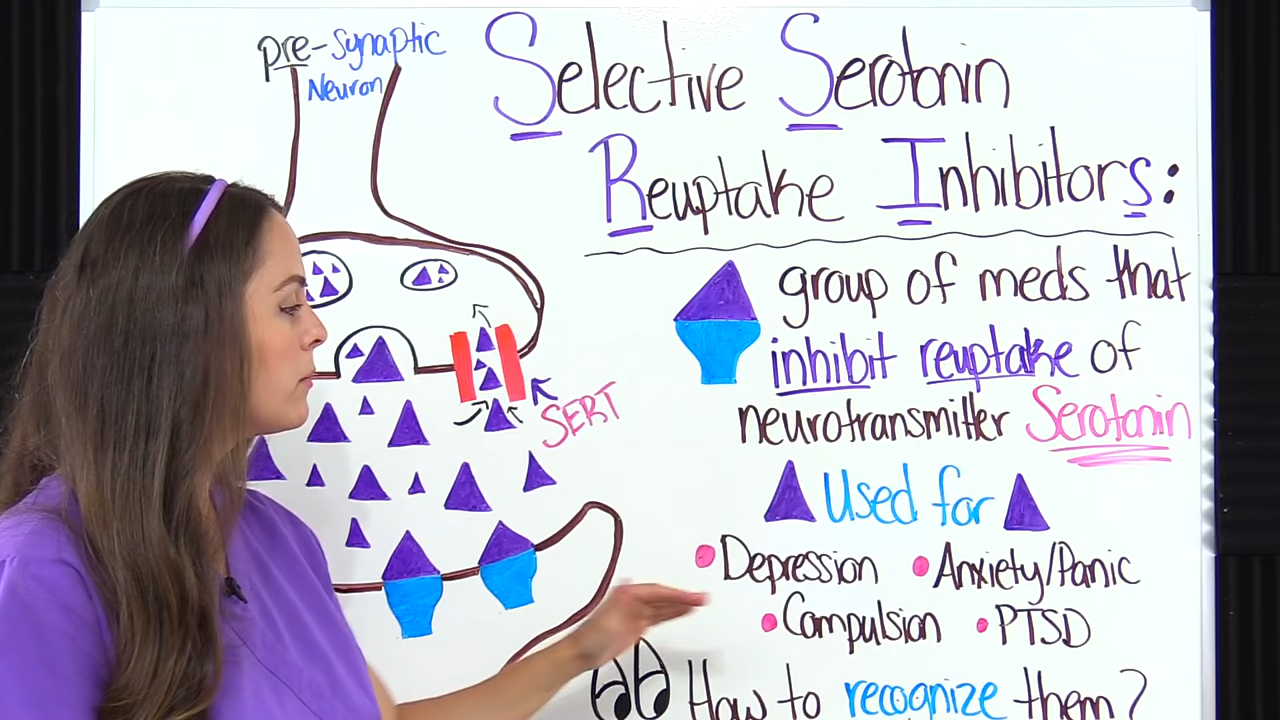 pre-synaptic
Neuron
Selective Serotonin
Reuptake Inhibitors:
group of meds that
inhibit reuptake of
neurotransmitter Serotonin
SERT
Used for
Depression
Anxiety/Panic
Compulsion
PTSD
How to recognize them?